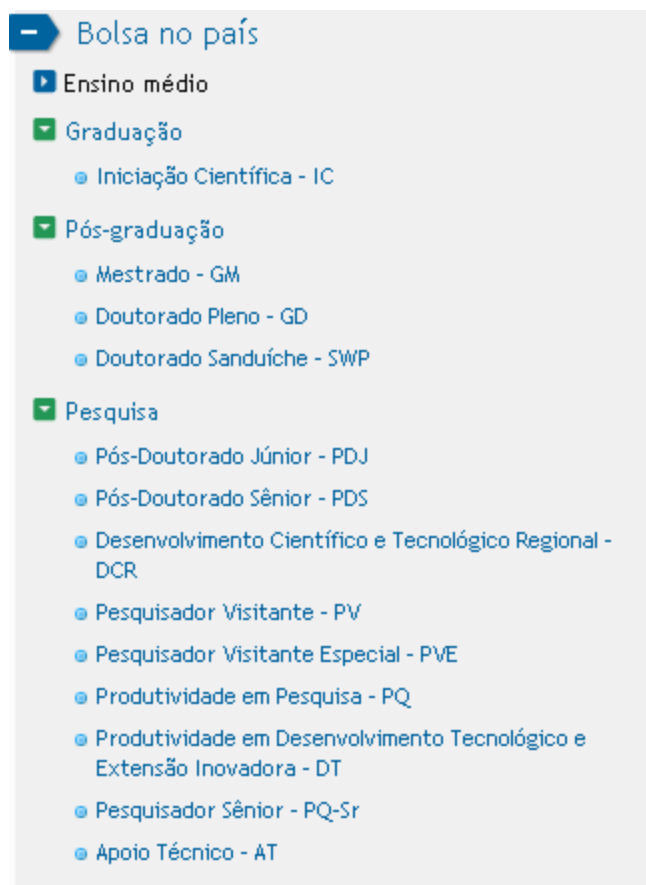 Bolsa no país
Ensino médio
Graduação
Iniciação Científica - IC
Pós-graduação
Mestrado - GM
Doutorado Pleno - GD
Doutorado Sanduíche - SWP
Pesquisa
Pós-Doutorado Júnior - PDJ
Pós-Doutorado Sênior - PDS
Desenvolvimento Científico e Tecnológico Regional -
DCR
Pesquisador Visitante - PV
Pesquisador Visitante Especial - PVE
Produtividade em Pesquisa - PQ
Produtividade em Desenvolvimento Tecnológico e
Extensão Inovadora - DT
Pesquisador Sênior - PQ-Sr
Apoio Técnico - AT